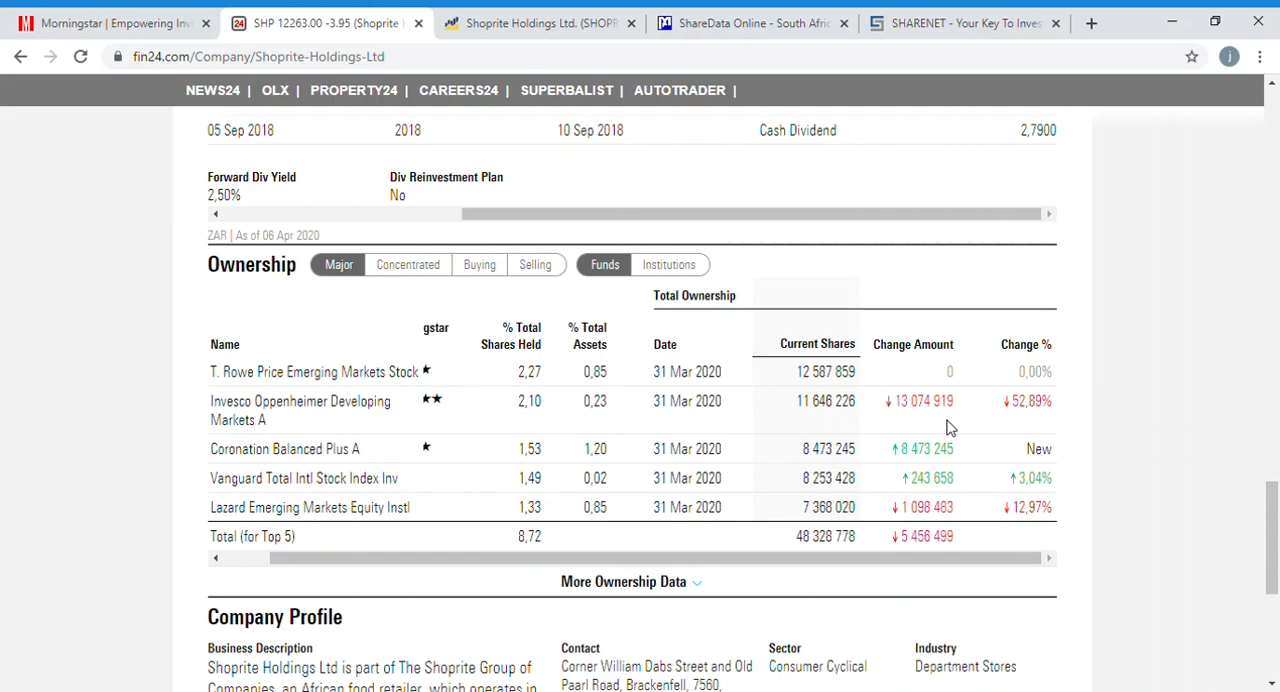 Morningstar | Empowering Inv
SHP 12263.00 -3.95 (Shoprite
Shoprite Holdings Ltd. (SHOPR
ShareData Online - South Afri
SHARENET - Your Key To Inves
fin24.com/Company/Shoprite-Holdings-Ltd
j
NEWS24 | OLX | PROPERTY24 | CAREERS24 | SUPERBALIST | AUTOTRADER |
05 Sep 2018 2018 10 Sep 2018 Cash Dividend 2,7900
Forward Div Yield Div Reinvestment Plan
2,50% No
ZAR | As of 06 Apr 2020
Ownership Major Concentrated Buying Selling Funds Institutions
Total Ownership
gstar % Total % Total
Name Shares Held Assets Date Current Shares Change Amount Change %
T. Rowe Price Emerging Markets Stock ★ 2,27 0,85 31 Mar 2020 12 587 859 0 0,00%
Invesco Oppenheimer Developing ★★ 2,10 0,23 31 Mar 2020 11 646 226 ↓ 13 074 919 ↓ 52,89%
Markets A
Coronation Balanced Plus A ★ 1,53 1,20 31 Mar 2020 8 473 245 ↑ 8 473 245 New
Vanguard Total Intl Stock Index Inv 1,49 0,02 31 Mar 2020 8 253 428 ↑ 243 658 ↑ 3,04%
Lazard Emerging Markets Equity Instl 1,33 0,85 31 Mar 2020 7 368 020 ↓ 1 098 483 ↓ 12,97%
Total (for Top 5) 8,72 48 328 778 ↓ 5 456 499
More Ownership Data
Company Profile
Business Description Contact Sector Industry
Shoprite Holdings Ltd is part of The Shoprite Group of Corner William Dabs Street and Old Consumer Cyclical Department Stores
Companies, an African food retailer, which operates in Paarl Road, Brackenfell, 7560,